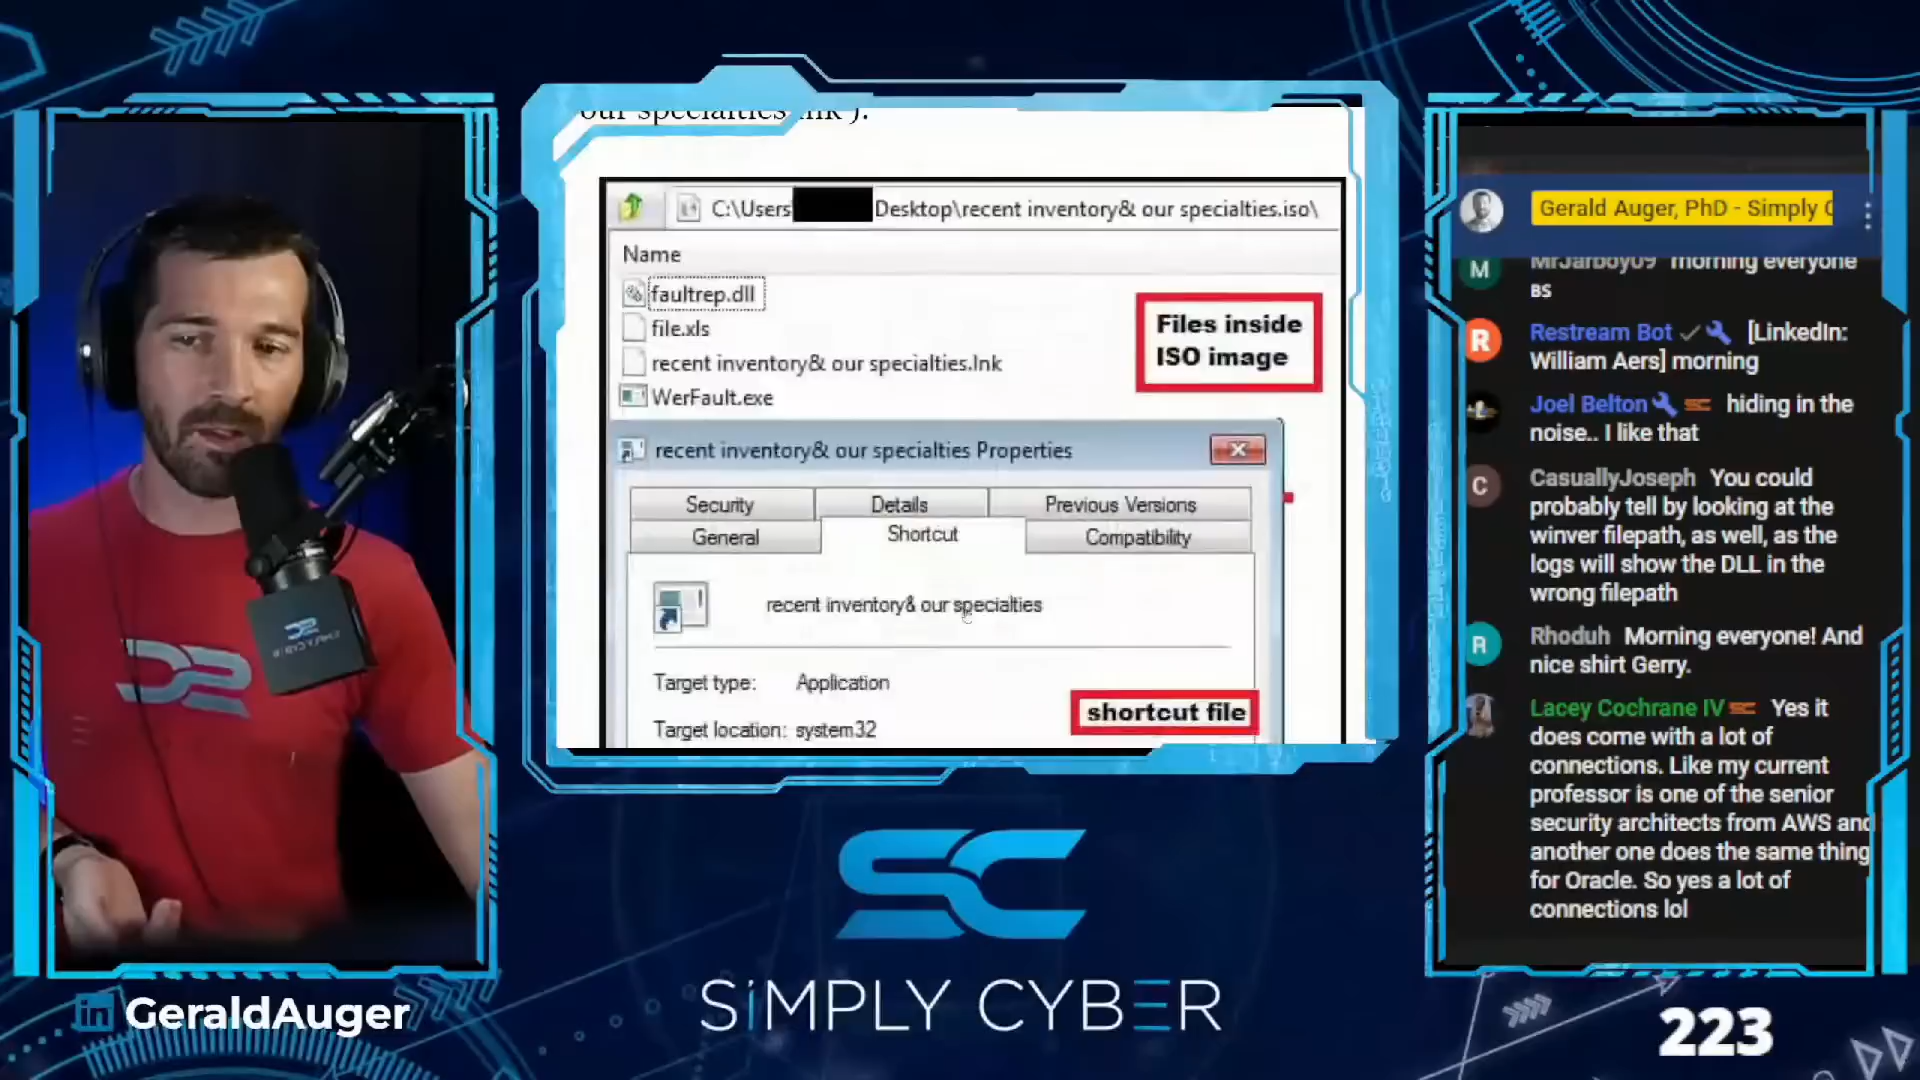 our specialties lnk ).
C:\Users
Desktop\recent inventory& our specialties.iso\
Name
faultrep.dll
file.xls
recent inventory& our specialties.lnk
WerFault.exe
Files inside
ISO image
recent inventory& our specialties Properties
Security Details Previous Versions
General Shortcut Compatibility
recent inventory& our specialties
Target type: Application
Target location: system32
shortcut file
SiMPLY CYBER
in GeraldAuger
Gerald Auger, PhD - Simply C
M MrJarboy09 morning everyone
BS
R Restream Bot [LinkedIn:
William Aers] morning
Joel Belton hiding in the
noise.. I like that
C CasuallyJoseph You could
probably tell by looking at the
winver filepath, as well, as the
logs will show the DLL in the
wrong filepath
R Rhoduh Morning everyone! And
nice shirt Gerry.
Lacey Cochrane IV Yes it
does come with a lot of
connections. Like my current
professor is one of the senior
security architects from AWS and
another one does the same thing
for Oracle. So yes a lot of
connections lol
223